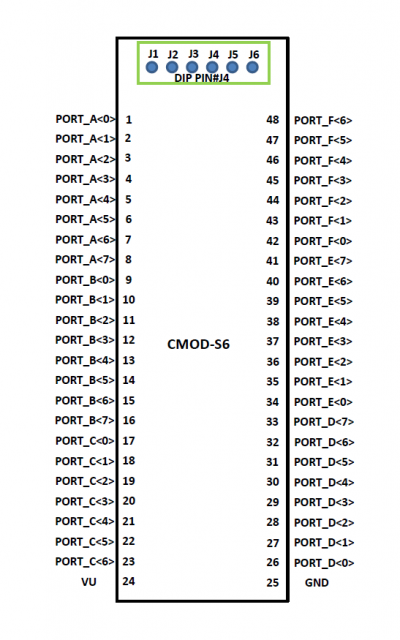 J1 J2 J3 J4 J5 J6
DIP PIN#J4
PORT_A<0> 1 48 PORT_F<6>
PORT_A<1> 2 47 PORT_F<5>
PORT_A<2> 3 46 PORT_F<4>
PORT_A<3> 4 45 PORT_F<3>
PORT_A<4> 5 44 PORT_F<2>
PORT_A<5> 6 43 PORT_F<1>
PORT_A<6> 7 42 PORT_F<0>
PORT_A<7> 8 41 PORT_E<7>
PORT_B<0> 9 40 PORT_E<6>
PORT_B<1> 10 39 PORT_E<5>
PORT_B<2> 11 38 PORT_E<4>
PORT_B<3> 12 37 PORT_E<3>
CMOD-S6
PORT_B<4> 13 36 PORT_E<2>
PORT_B<5> 14 35 PORT_E<1>
PORT_B<6> 15 34 PORT_E<0>
PORT_B<7> 16 33 PORT_D<7>
PORT_C<0> 17 32 PORT_D<6>
PORT_C<1> 18 31 PORT_D<5>
PORT_C<2> 19 30 PORT_D<4>
PORT_C<3> 20 29 PORT_D<3>
PORT_C<4> 21 28 PORT_D<2>
PORT_C<5> 22 27 PORT_D<1>
PORT_C<6> 23 26 PORT_D<0>
VU 24 25 GND